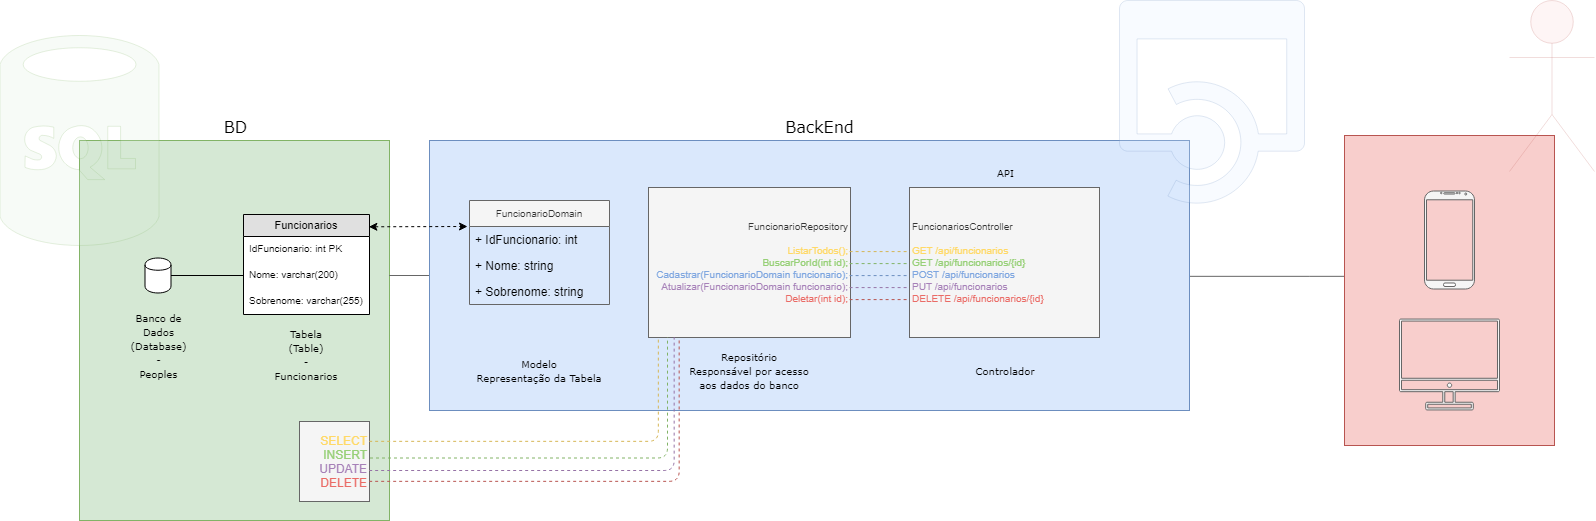 SQL
BD
Funcionarios
IdFuncionario: int PK
Nome: varchar(200)
Sobrenome: varchar(255)
Banco de
Dados
(Database)
-
Peoples
Tabela
(Table)
-
Funcionarios
SELECT
INSERT
UPDATE
DELETE
BackEnd
FuncionarioDomain
+ IdFuncionario: int
+ Nome: string
+ Sobrenome: string
Modelo
Representação da Tabela
FuncionarioRepository
ListarTodos();
BuscarPorId(int id);
Cadastrar(FuncionarioDomain funcionario);
Atualizar(FuncionarioDomain funcionario);
Deletar(int id);
Repositório
Responsável por acesso
aos dados do banco
API
FuncionariosController
GET /api/funcionarios
GET /api/funcionarios/{id}
POST /api/funcionarios
PUT /api/funcionarios
DELETE /api/funcionarios/{id}
Controlador